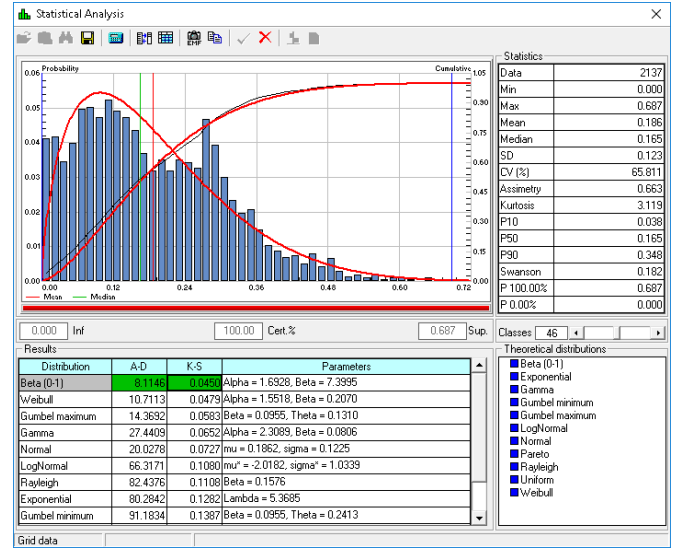 Statistical Analysis
EMF
Probability
Cumulative
0.06
0.05
0.04
0.03
0.02
0.01
0.00
1.05
0.90
0.75
0.60
0.45
0.30
0.15
0.00
0.00 0.12 0.24 0.36 0.48 0.60 0.72
Mean Median
0.000 Inf 100.00 Cert.% 0.687 Sup.
Statistics
Data 2137
Min 0.000
Max 0.687
Mean 0.186
Median 0.165
SD 0.123
CV (%) 65.811
Assimetry 0.663
Kurtosis 3.119
P10 0.038
P50 0.165
P90 0.348
Swanson 0.182
P 100.00% 0.687
P 0.00% 0.000
Classes 46
Results
Distribution A-D K-S Parameters
Beta (0-1) 8.1146 0.0450 Alpha = 1.6928, Beta = 7.3995
Weibull 10.7113 0.0479 Alpha = 1.5518, Beta = 0.2070
Gumbel maximum 14.3692 0.0583 Beta = 0.0955, Theta = 0.1310
Gamma 27.4409 0.0652 Alpha = 2.3089, Beta = 0.0806
Normal 20.0278 0.0727 mu = 0.1862, sigma = 0.1225
LogNormal 66.3171 0.1080 mu* = -2.0182, sigma* = 1.0339
Rayleigh 82.4376 0.1108 Beta = 0.1576
Exponential 80.2842 0.1282 Lambda = 5.3685
Gumbel minimum 91.1834 0.1387 Beta = 0.0955, Theta = 0.2413
Theoretical distributions
Beta (0-1)
Exponential
Gamma
Gumbel minimum
Gumbel maximum
LogNormal
Normal
Pareto
Rayleigh
Uniform
Weibull
Grid data